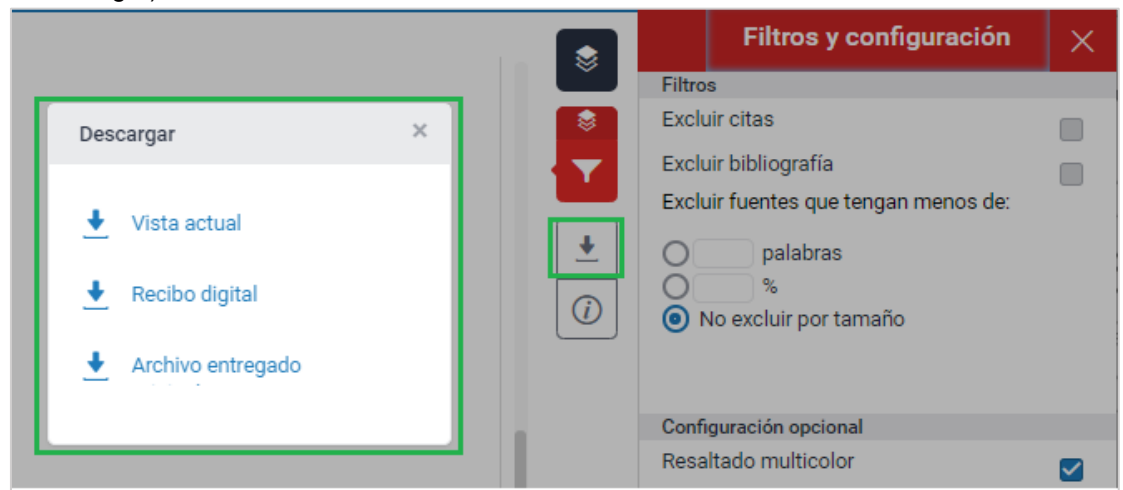 Descargar
Vista actual
Recibo digital
Archivo entregado
Filtros y configuración
Filtros
Excluir citas
Excluir bibliografía
Excluir fuentes que tengan menos de:
palabras
%
No excluir por tamaño
Configuración opcional
Resaltado multicolor